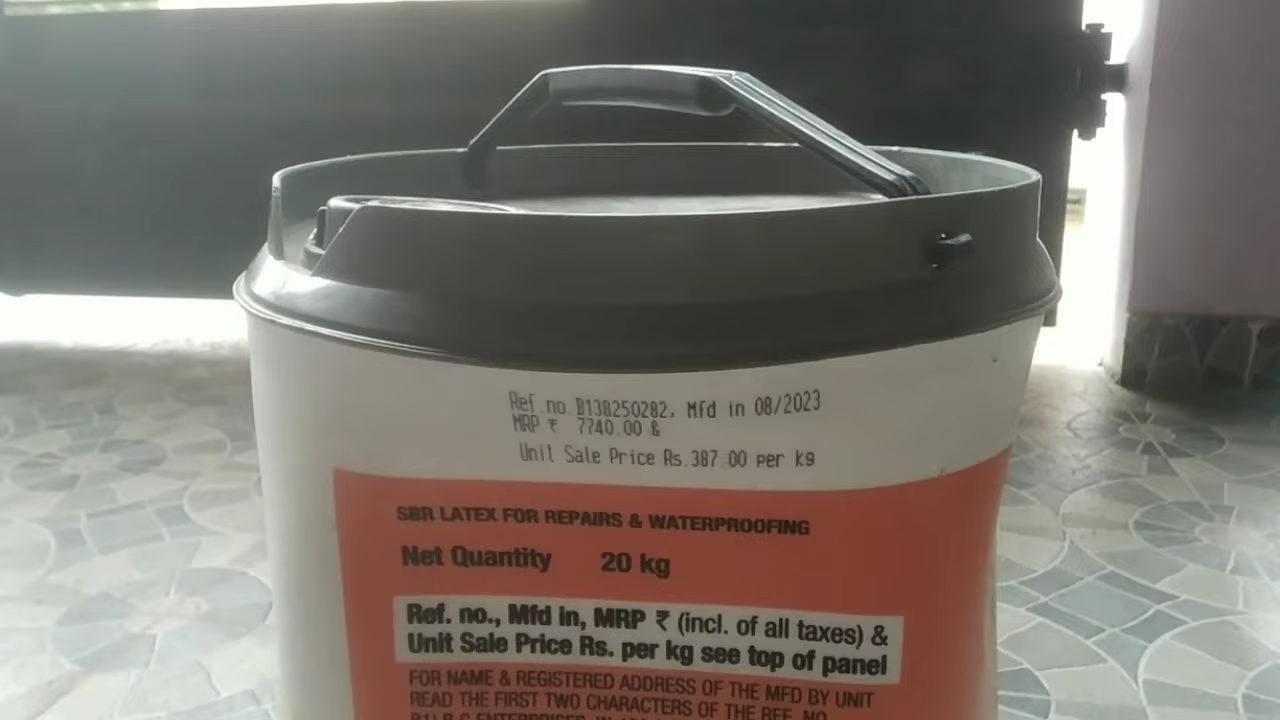 Ref.no.B138250282, Mfd in 08/2023
MRP ₹ 7740.00 &
Unit Sale Price Rs.387.00 per kg
SBR LATEX FOR REPAIRS & WATERPROOFING
Net Quantity 20 kg
Ref. no., Mfd in, MRP ₹ (incl. of all taxes) &
Unit Sale Price Rs. per kg see top of panel
FOR NAME & REGISTERED ADDRESS OF THE MFD BY UNIT
READ THE FIRST TWO CHARACTERS OF THE REF. NO.